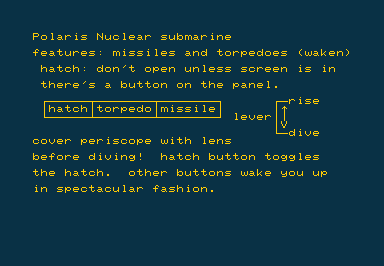 Polaris Nuclear submarine
features: missiles and torpedoes (waken)
hatch: don't open unless screen is in
there's a button on the panel.
hatch torpedo missile
rise
lever
dive
cover periscope with lens
before diving! hatch button toggles
the hatch. other buttons wake you up
in spectacular fashion.